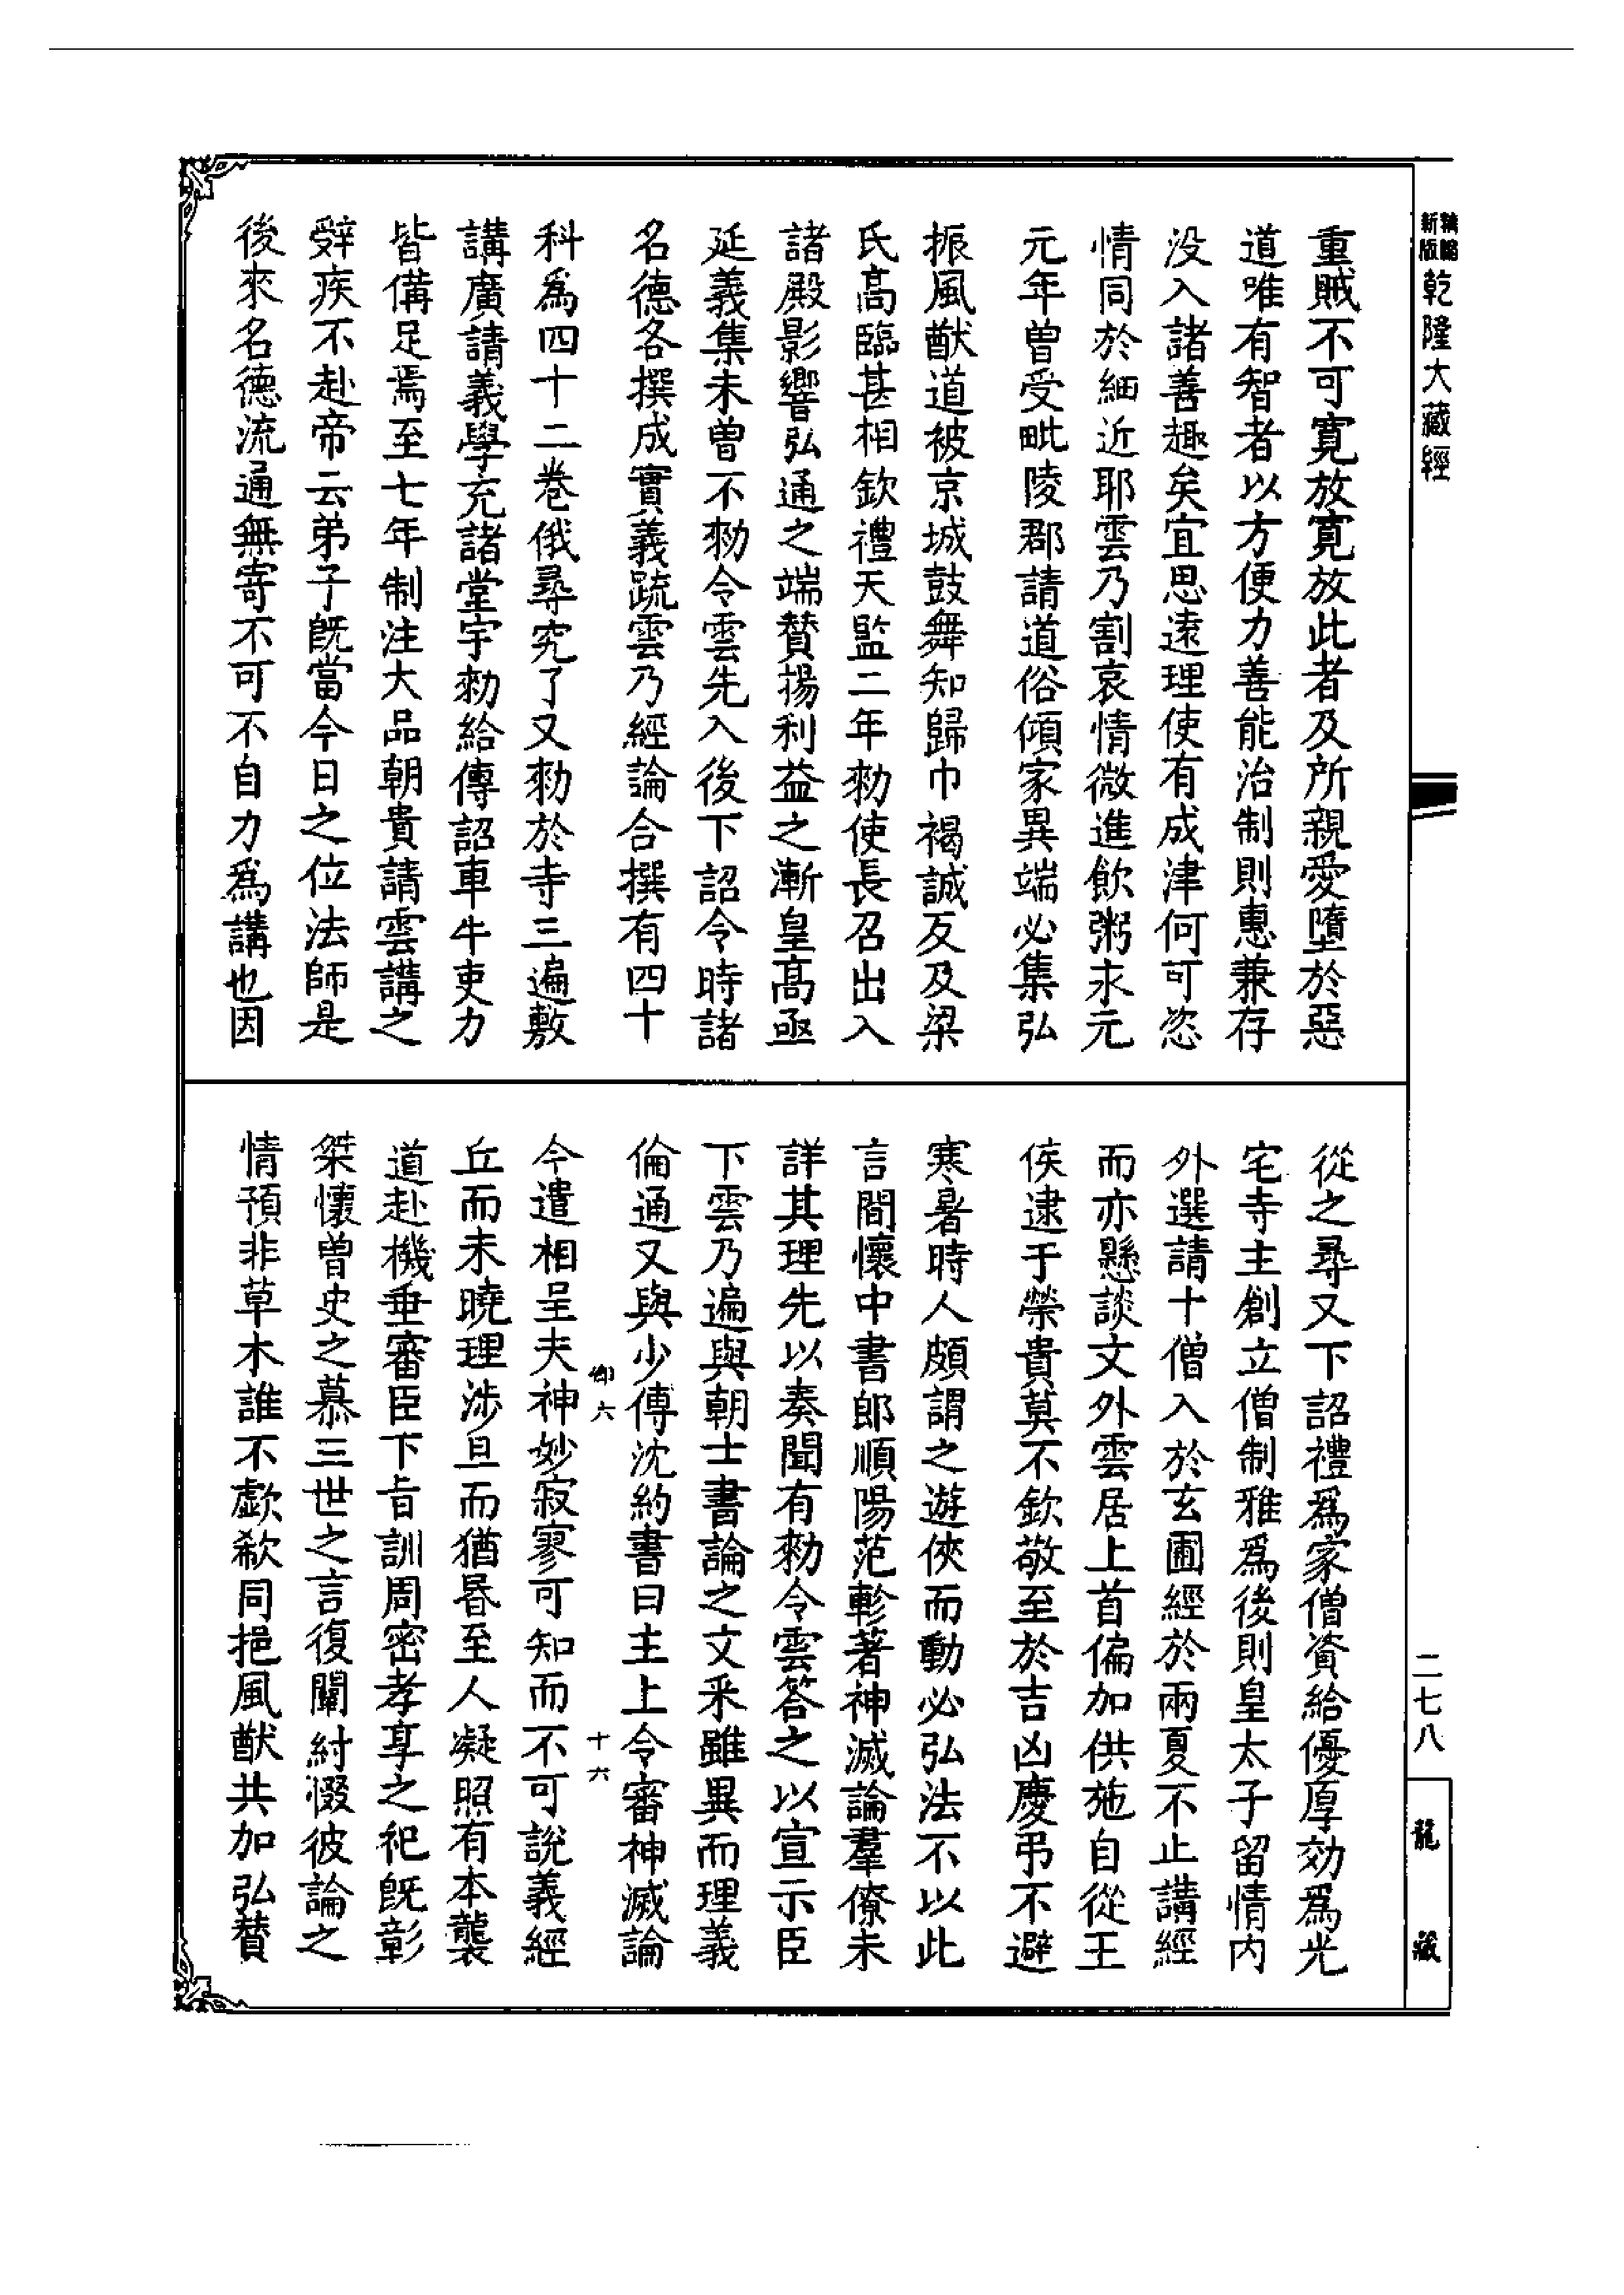 精縮新版乾隆大藏經
重賊不可寛放寛放此者及所親愛墮於惡
道唯有智者以方便力善能治制則惠兼存
没入諸善趣矣宜思遠理使有成津何可恣
情同於細近耶雲乃割哀情微進飲粥永元
元年曽受毗陵郡請道俗傾家異端必集弘
振風猷道被京城鼓舞知歸巾褐誠友及梁
氏髙臨甚相欽禮天監二年勑使長召出入
諸殿影響弘通之端賛揚利益之漸皇髙亟
延義集未曽不勑令雲先入後下詔令時諸
名德各撰成實義疏雲乃經論合撰有四十
科爲四十二卷俄尋究了又勑於寺三遍敷
講廣請義學充諸堂宇勑給傳詔車牛吏力
皆備足焉至七年制注大品朝貴請雲講之
辤疾不赴帝云弟子旣當今日之位法師是
後來名德流通無寄不可不自力爲講也因
從之尋又下詔禮爲家僧資給優厚効爲光
宅寺主創立僧制雅爲後則皇太子留情内
外選請十僧入於玄圃經於兩夏不止講經
而亦懸談文外雲居上首偏加供施自從王
侯逮于榮貴莫不欽敬至於吉凶慶弔不避
寒暑時人頗謂之遊俠而動必弘法不以此
言間懷中書郎順陽范軫著神滅論羣僚未
詳其理先以奏聞有勑令雲答之以宣示臣
下雲乃遍與朝士書論之文采雖異而理義
倫通又與少傅沈約書曰主上令審神滅論
卿六 十六
今遣相呈夫神妙寂寥可知而不可說義經
丘而未曉理涉旦而猶昏至人凝照有本襲
道赴機垂審臣下旨訓周密孝享之祀旣彰
桀懷曽史之慕三世之言復闡紂惙彼論之
情預非草木誰不歔欷同挹風猷共加弘賛
二七八
龍藏